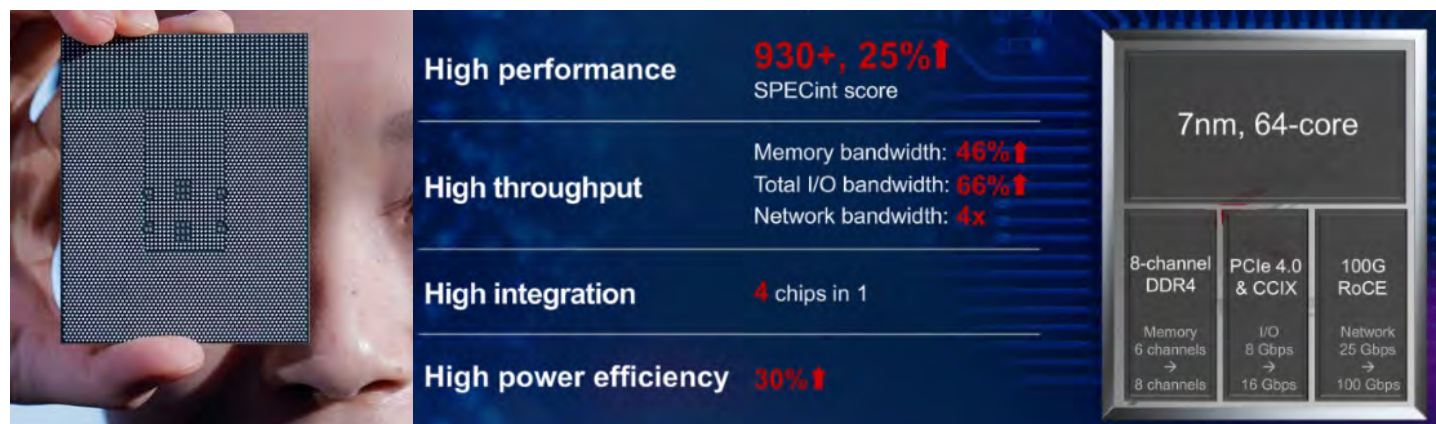 High performance
930+, 25%⬆
SPECint score
High throughput
Memory bandwidth: 46%⬆
Total I/O bandwidth: 66%⬆
Network bandwidth: 4x
High integration
4 chips in 1
High power efficiency
30%⬆
7nm, 64-core
8-channel
DDR4
Memory
6 channels
→
8 channels
PCIe 4.0
& CCIX
I/O
8 Gbps
→
16 Gbps
100G
RoCE
Network
25 Gbps
→
100 Gbps